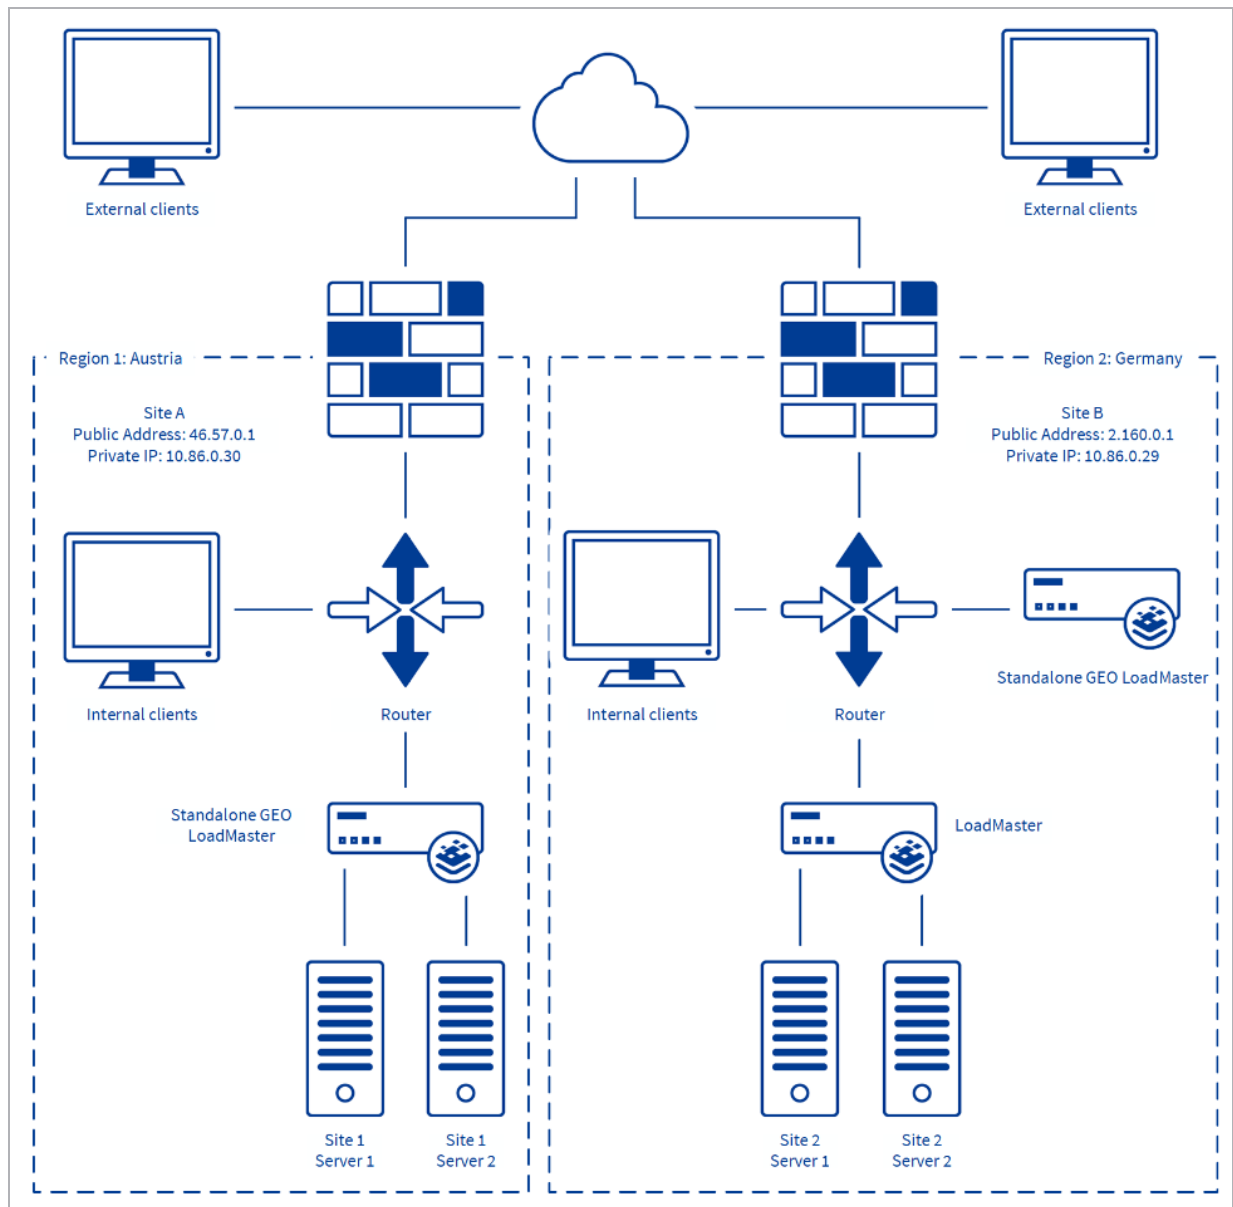 External clients
External clients
Region 1: Austria
Region 2: Germany
Site A
Public Address: 46.57.0.1
Private IP: 10.86.0.30
Site B
Public Address: 2.160.0.1
Private IP: 10.86.0.29
Internal clients
Router
Internal clients
Router
Standalone GEO LoadMaster
Standalone GEO
LoadMaster
LoadMaster
Site 1
Server 1
Site 1
Server 2
Site 2
Server 1
Site 2
Server 2